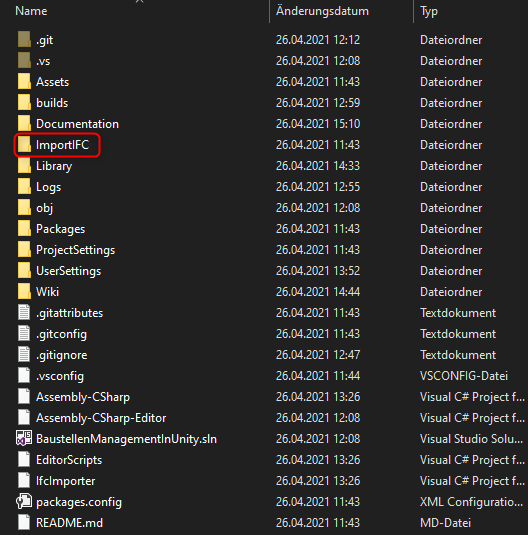 Name Änderungsdatum Typ
.git 26.04.2021 12:12 Dateiordner
.vs 26.04.2021 12:08 Dateiordner
Assets 26.04.2021 11:43 Dateiordner
builds 26.04.2021 12:59 Dateiordner
Documentation 26.04.2021 15:10 Dateiordner
ImportIFC 26.04.2021 11:43 Dateiordner
Library 26.04.2021 14:33 Dateiordner
Logs 26.04.2021 12:55 Dateiordner
obj 26.04.2021 12:08 Dateiordner
Packages 26.04.2021 11:43 Dateiordner
ProjectSettings 26.04.2021 11:43 Dateiordner
UserSettings 26.04.2021 13:52 Dateiordner
Wiki 26.04.2021 14:44 Dateiordner
.gitattributes 26.04.2021 11:43 Textdokument
.gitconfig 26.04.2021 11:43 Textdokument
.gitignore 26.04.2021 12:47 Textdokument
.vsconfig 26.04.2021 11:44 VSCONFIG-Datei
Assembly-CSharp 26.04.2021 13:26 Visual C# Project f...
Assembly-CSharp-Editor 26.04.2021 12:08 Visual C# Project f...
BaustellenManagementInUnity.sln 26.04.2021 12:08 Visual Studio Solu...
EditorScripts 26.04.2021 13:26 Visual C# Project f...
IfcImporter 26.04.2021 13:26 Visual C# Project f...
packages.config 26.04.2021 11:43 XML Configuratio...
README.md 26.04.2021 11:43 MD-Datei